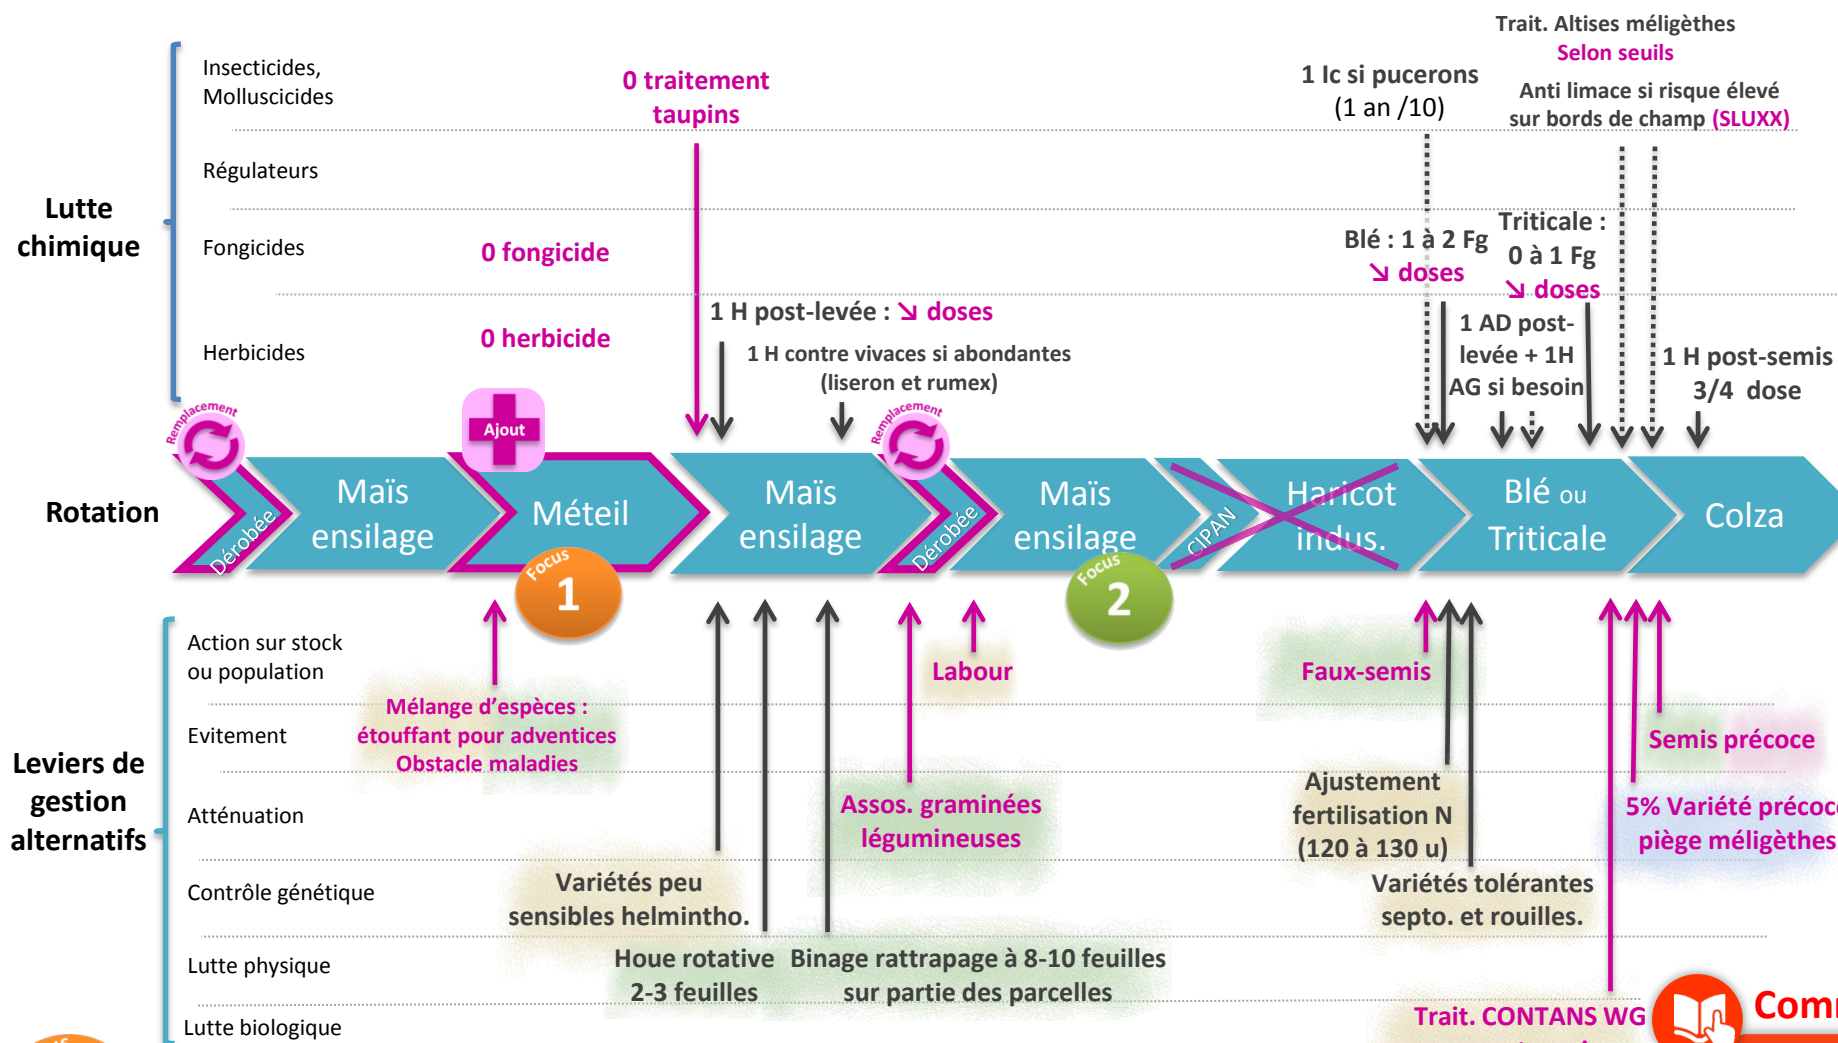 Trait. Altises méligèthes
Selon seuils
Insecticides,
Molluscicides
0 traitement
taupins
1 Ic si pucerons
(1 an /10)
Anti limace si risque élevé
sur bords de champ (SLUXX)
Régulateurs
Lutte
chimique
Fongicides
0 fongicide
Blé : 1 à 2 Fg
↘ doses
Triticale :
0 à 1 Fg
↘ doses
Herbicides
0 herbicide
1 H post-levée : ↘ doses
1 H contre vivaces si abondantes
(liseron et rumex)
1 AD post-
levée + 1H
AG si besoin
1 H post-semis
3/4 dose
Remplacement
Ajout
Remplacement
Rotation
Dérobée
Maïs
ensilage
Méteil
Maïs
ensilage
Dérobée
Maïs
ensilage
CIPAN
Haricot
indus.
Blé ou
Triticale
Colza
Focus
1
Focus
2
Leviers de
gestion
alternatifs
Action sur stock
ou population
Labour
Faux-semis
Mélange d'espèces :
étouffant pour adventices
Obstacle maladies
Evitement
Semis précoce
Atténuation
Assos. graminées
légumineuses
Ajustement
fertilisation N
(120 à 130 u)
5% Variété précoce
piège méligèthes
Contrôle génétique
Variétés peu
sensibles helmintho.
Variétés tolérantes
septo. et rouilles.
Lutte physique
Houe rotative
2-3 feuilles
Binage rattrapage à 8-10 feuilles
sur partie des parcelles
Lutte biologique
Trait. CONTANS WG
Com